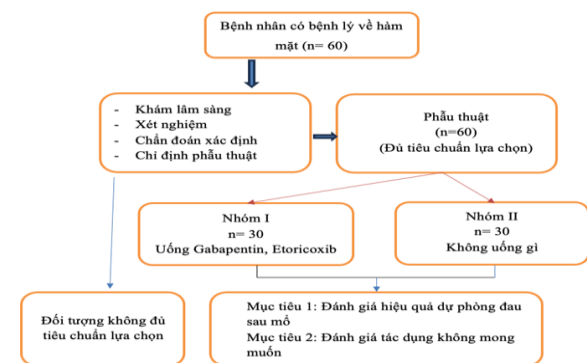 Bệnh nhân có bệnh lý về hàm
mặt (n= 60)
- Khám lâm sàng
- Xét nghiệm
- Chẩn đoán xác định
- Chỉ định phẫu thuật
Phẫu thuật
(n=60)
(Đủ tiêu chuẩn lựa chọn)
Nhóm I
n= 30
Uống Gabapentin, Etoricoxib
Nhóm II
n= 30
Không uống gì
Đối tượng không đủ
tiêu chuẩn lựa chọn
Mục tiêu 1: Đánh giá hiệu quả dự phòng đau
sau mổ
Mục tiêu 2: Đánh giá tác dụng không mong
muốn